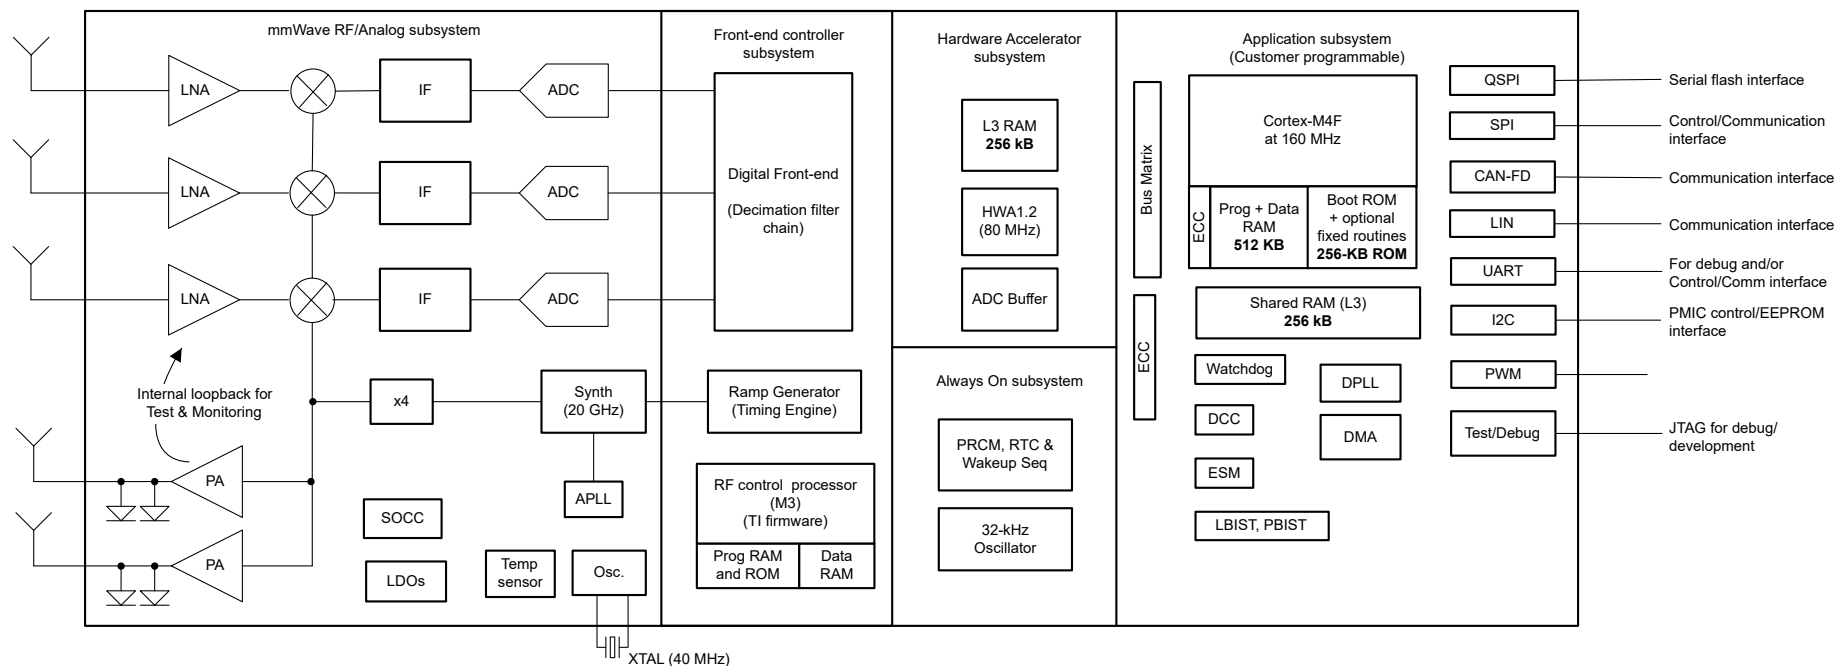 mmWave RF/Analog subsystem
LNA
IF
ADC
LNA
IF
ADC
LNA
IF
ADC
Internal loopback for
Test & Monitoring
x4
Synth
(20 GHz)
PA
APLL
SOCC
PA
LDOs
Temp
sensor
Osc.
XTAL (40 MHz)
Front-end controller
subsystem
Digital Front-end
(Decimation filter
chain)
Ramp Generator
(Timing Engine)
RF control processor
(M3)
(TI firmware)
Prog RAM
and ROM
Data
RAM
Hardware Accelerator
subsystem
L3 RAM
256 kB
HWA1.2
(80 MHz)
ADC Buffer
Always On subsystem
PRCM, RTC &
Wakeup Seq
32-kHz
Oscillator
Application subsystem
(Customer programmable)
Bus Matrix
ECC
Cortex-M4F
at 160 MHz
ECC
Prog + Data
RAM
512 KB
Boot ROM
+ optional
fixed routines
256-KB ROM
Shared RAM (L3)
256 kB
Watchdog
DPLL
DCC
DMA
ESM
LBIST, PBIST
QSPI
Serial flash interface
SPI
Control/Communication
interface
CAN-FD
Communication interface
LIN
Communication interface
UART
For debug and/or
Control/Comm interface
I2C
PMIC control/EEPROM
interface
PWM
Test/Debug
JTAG for debug/
development